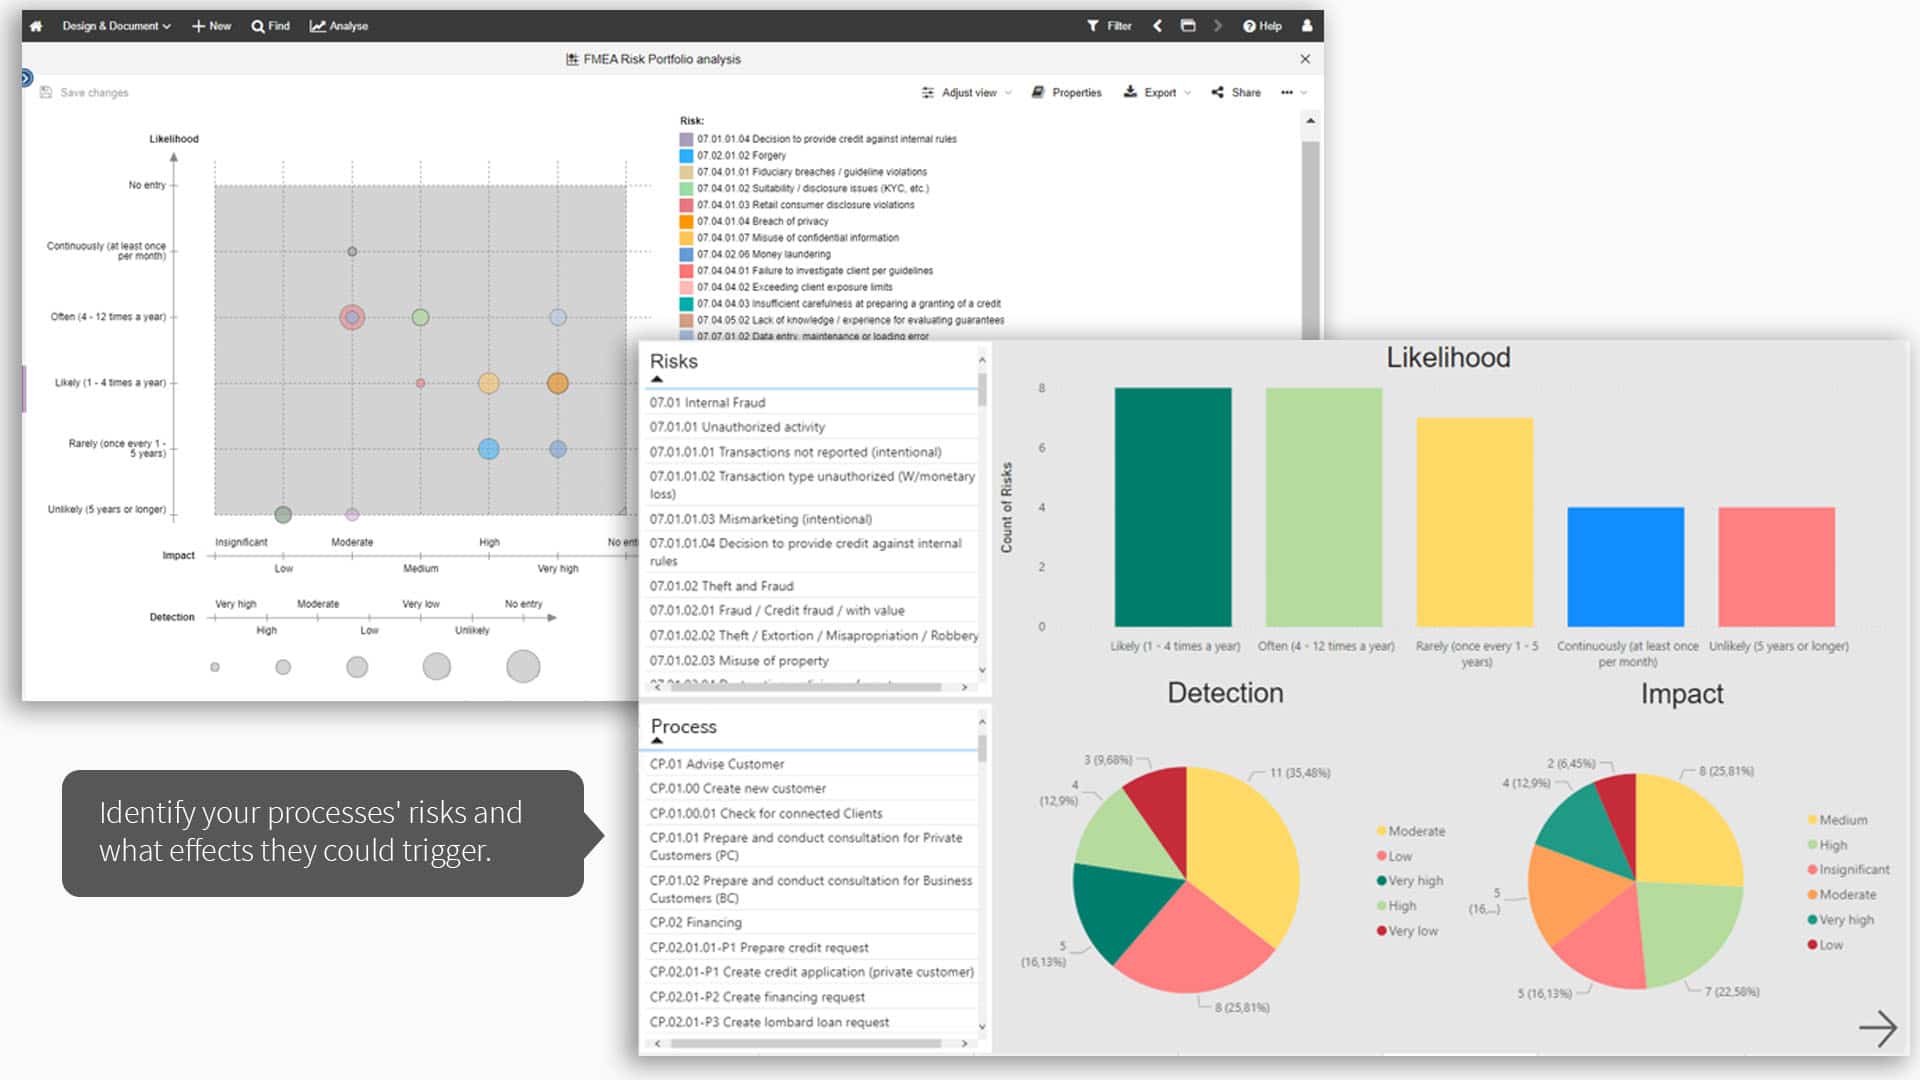 Design & Document
New
Find
Analyse
Filter
Help
FMEA Risk Portfolio analysis
Save changes
Adjust view
Properties
Export
Share
Likelihood
No entry
Continuously (at least once
per month)
Often (4 - 12 times a year)
Likely (1 - 4 times a year)
Rarely (once every 1 -
5 years)
Unlikely (5 years or longer)
Insignificant
Moderate
High
Impact
Low
Medium
Very high
Very high
Moderate
Very low
No entry
Detection
High
Low
Unlikely
Risk:
07.01.01.04 Decision to provide credit against internal rules
07.02.01.02 Forgery
07.04.01.01 Fiduciary breaches / guideline violations
07.04.01.02 Suitability / disclosure issues (KYC, etc.)
07.04.01.03 Retail consumer disclosure violations
07.04.01.04 Breach of privacy
07.04.01.07 Misuse of confidential information
07.04.02.06 Money laundering
07.04.04.01 Failure to investigate client per guidelines
07.04.04.02 Exceeding client exposure limits
07.04.04.03 Insufficient carefulness at preparing a granting of a credit
07.04.05.02 Lack of knowledge / experience for evaluating guarantees
07.07.01.02 Data entry, maintenance or loading error
Risks
07.01 Internal Fraud
07.01.01 Unauthorized activity
07.01.01.01 Transactions not reported (intentional)
07.01.01.02 Transaction type unauthorized (W/monetary
loss)
07.01.01.03 Mismarketing (intentional)
07.01.01.04 Decision to provide credit against internal
rules
07.01.02 Theft and Fraud
07.01.02.01 Fraud / Credit fraud / with value
07.01.02.02 Theft / Extortion / Misapropriation / Robbery
07.01.02.03 Misuse of property
Process
CP.01 Advise Customer
CP.01.00 Create new customer
CP.01.00.01 Check for connected Clients
CP.01.01 Prepare and conduct consultation for Private
Customers (PC)
CP.01.02 Prepare and conduct consultation for Business
Customers (BC)
CP.02 Financing
CP.02.01.01-P1 Prepare credit request
CP.02.01-P1 Create credit application (private customer)
CP.02.01-P2 Create financing request
CP.02.01-P3 Create lombard loan request
Likelihood
Count of Risks
8
6
4
2
0
Likely (1 - 4 times a year)
Often (4 - 12 times a year)
Rarely (once every 1 - 5
years)
Continuously (at least once
per month)
Unlikely (5 years or longer)
Detection
3 (9,68%)
11 (35,48%)
4
(12,9%)
5
(16,13%)
8 (25,81%)
Moderate
Low
Very high
High
Very low
Impact
2 (6,45%)
8 (25,81%)
4 (12,9%)
5
(16,...)
5 (16,13%)
7 (22,58%)
Medium
High
Insignificant
Moderate
Very high
Low
Identify your processes' risks and
what effects they could trigger.